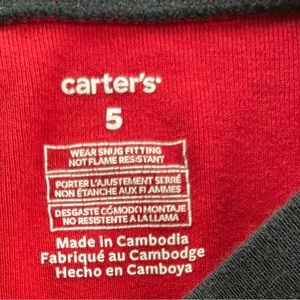 carter's
5
WEAR SNUG FITTING
NOT FLAME RESISTANT
PORTER L'AJUSTEMENT SERRÉ
NON ÉTANCHE AUX FLAMMES
DESGASTE CÓMODO MONTAJE
NO RESISTENTE A LA LLAMA
Made in Cambodia
Fabriqué au Cambodge
Hecho en Camboya